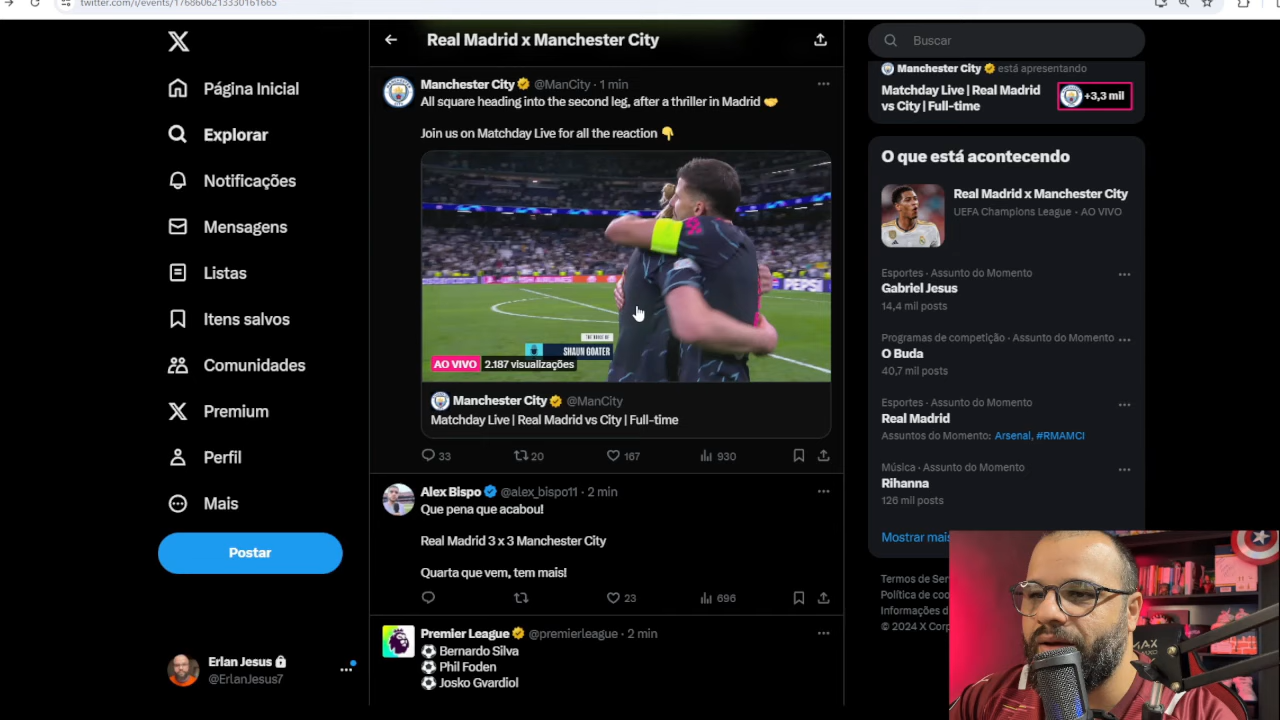 twitter.com/i/events/1768606213330161665
Página Inicial
Explorar
Notificações
Mensagens
Listas
Itens salvos
Comunidades
Premium
Perfil
Mais
Postar
Erlan Jesus
@ErlanJesus7
Real Madrid x Manchester City
Manchester City @ManCity · 1 min
All square heading into the second leg, after a thriller in Madrid
Join us on Matchday Live for all the reaction
PEPSI
SHAUN GOATER
AO VIVO 2.187 visualizações
Manchester City @ManCity
Matchday Live | Real Madrid vs City | Full-time
33 20 167 930
Alex Bispo @alex_bispo11 · 2 min
Que pena que acabou!
Real Madrid 3 x 3 Manchester City
Quarta que vem, tem mais!
23 696
Premier League @premierleague · 2 min
Bernardo Silva
Phil Foden
Josko Gvardiol
Buscar
Manchester City está apresentando
Matchday Live | Real Madrid
vs City | Full-time
+3,3 mil
O que está acontecendo
Real Madrid x Manchester City
UEFA Champions League · AO VIVO
Esportes · Assunto do Momento
Gabriel Jesus
14,4 mil posts
Programas de competição · Assunto do Momento
O Buda
40,7 mil posts
Esportes · Assunto do Momento
Real Madrid
Assuntos do Momento: Arsenal, #RMAMCI
Música · Assunto do Momento
Rihanna
126 mil posts
Mostrar mais
Termos de Ser
Política de coo
Informações d
© 2024 X Corp